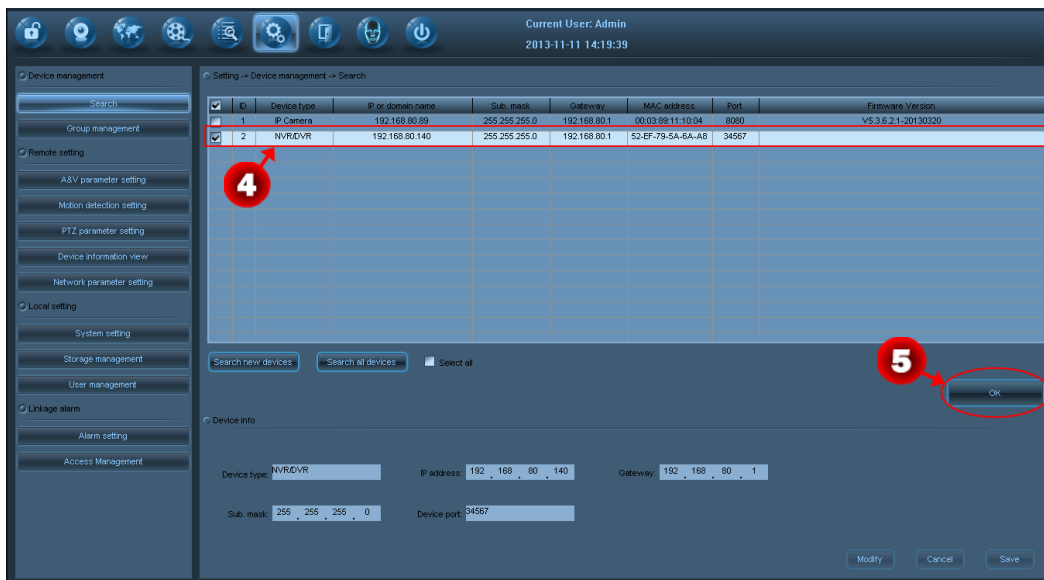 Current User: Admin
2013-11-11 14:19:39
Device management
Search
Group management
Remote setting
A&V parameter setting
Motion detection setting
PTZ parameter setting
Device information view
Network parameter setting
Local setting
System setting
Storage management
User management
Linkage alarm
Alarm setting
Access Management
Setting -> Device management -> Search
ID Device type IP or domain name Sub. mask Gateway MAC address Port Firmware Version
1 IP Camera 192.168.80.89 255.255.255.0 192.168.80.1 00:03:89:11:10:04 8080 V5.3.6.2.1-20130320
2 NVR/DVR 192.168.80.140 255.255.255.0 192.168.80.1 52-EF-79-5A-6A-A8 34567
4
Search new devices Search all devices Select all
5
OK
Device info
Device type: NVR/DVR IP address: 192 . 168 . 80 . 140 Gateway: 192 . 168 . 80 . 1
Sub. mask: 255 . 255 . 255 . 0 Device port: 34567
Modify Cancel Save